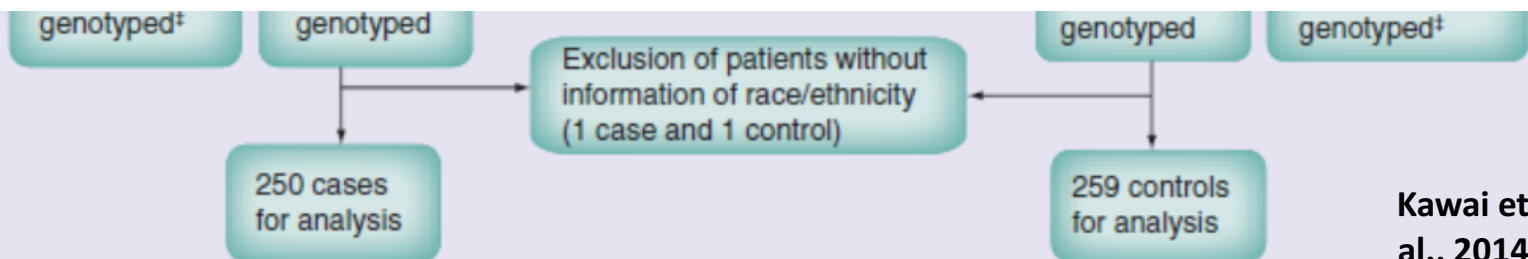 genotyped‡
genotyped
genotyped
genotyped‡
Exclusion of patients without
information of race/ethnicity
(1 case and 1 control)
250 cases
for analysis
259 controls
for analysis
Kawai et
al., 2014